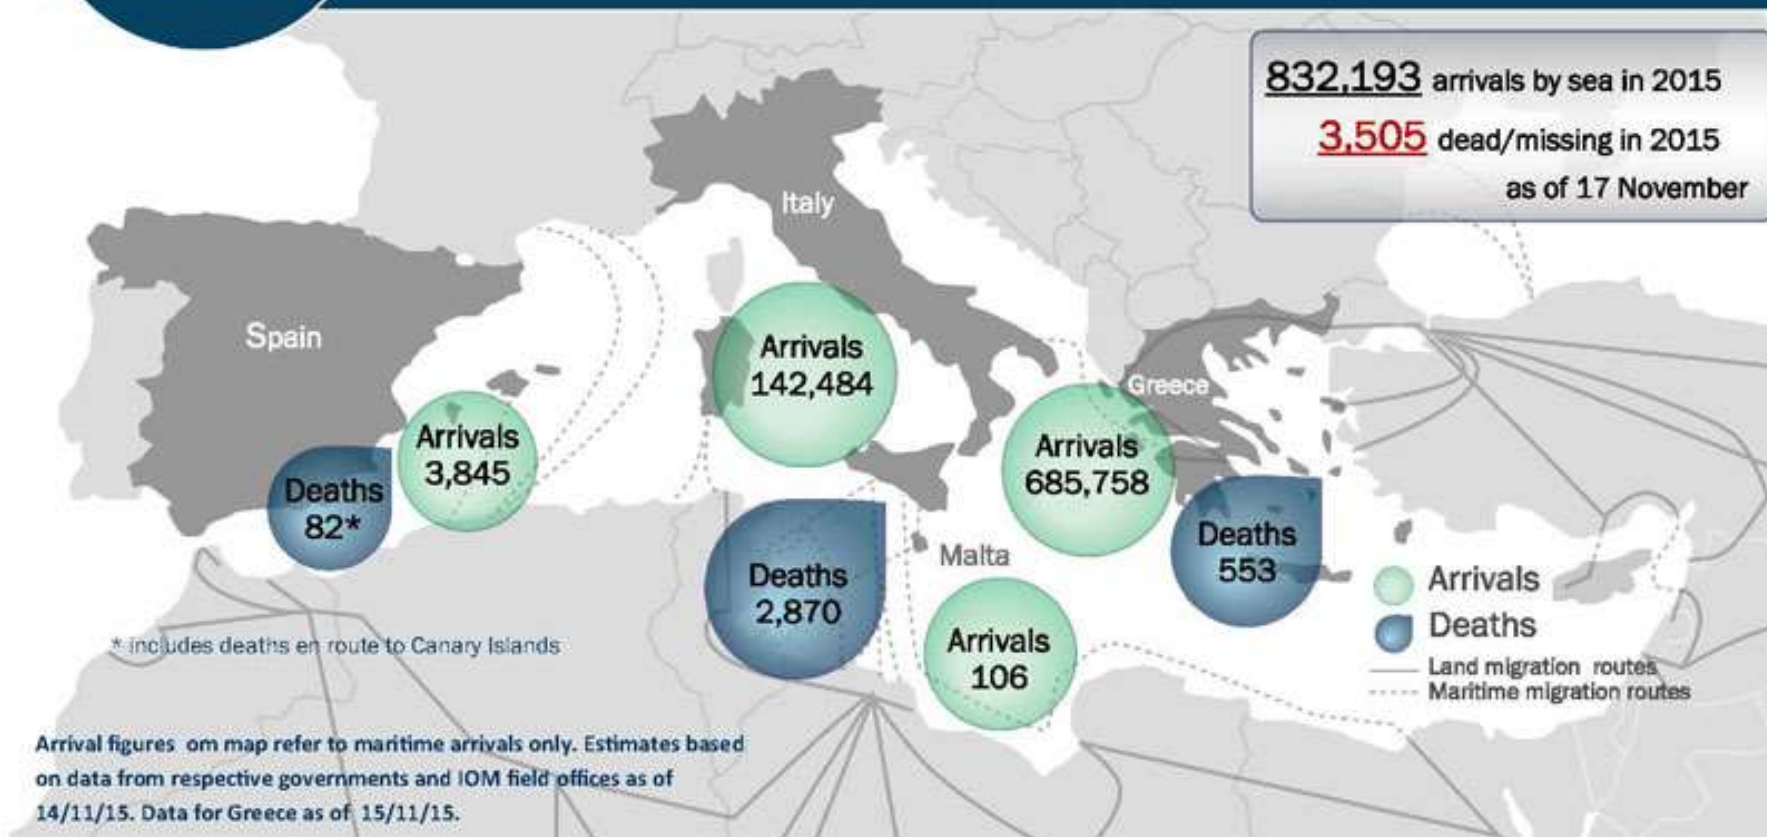 832,193 arrivals by sea in 2015
3,505 dead/missing in 2015
as of 17 November
Italy
Spain
Arrivals
142,484
Greece
Arrivals
3,845
Arrivals
685,758
Deaths
82*
Deaths
553
Malta
Deaths
2,870
Arrivals
106
Arrivals
Deaths
Land migration routes
Maritime migration routes
* includes deaths en route to Canary Islands
Arrival figures om map refer to maritime arrivals only. Estimates based
on data from respective governments and IOM field offices as of
14/11/15. Data for Greece as of 15/11/15.